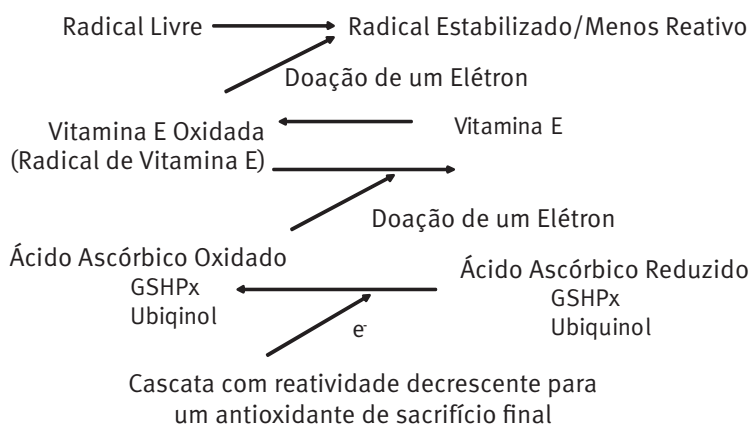 Radical Livre
Radical Estabilizado/Menos Reativo
Doação de um Elétron
Vitamina E Oxidada
(Radical de Vitamina E)
Vitamina E
Doação de um Elétron
Ácido Ascórbico Oxidado
GSHPx
Ubiqinol
Ácido Ascórbico Reduzido
GSHPx
Ubiquinol
e-
Cascata com reatividade decrescente para
um antioxidante de sacrifício final